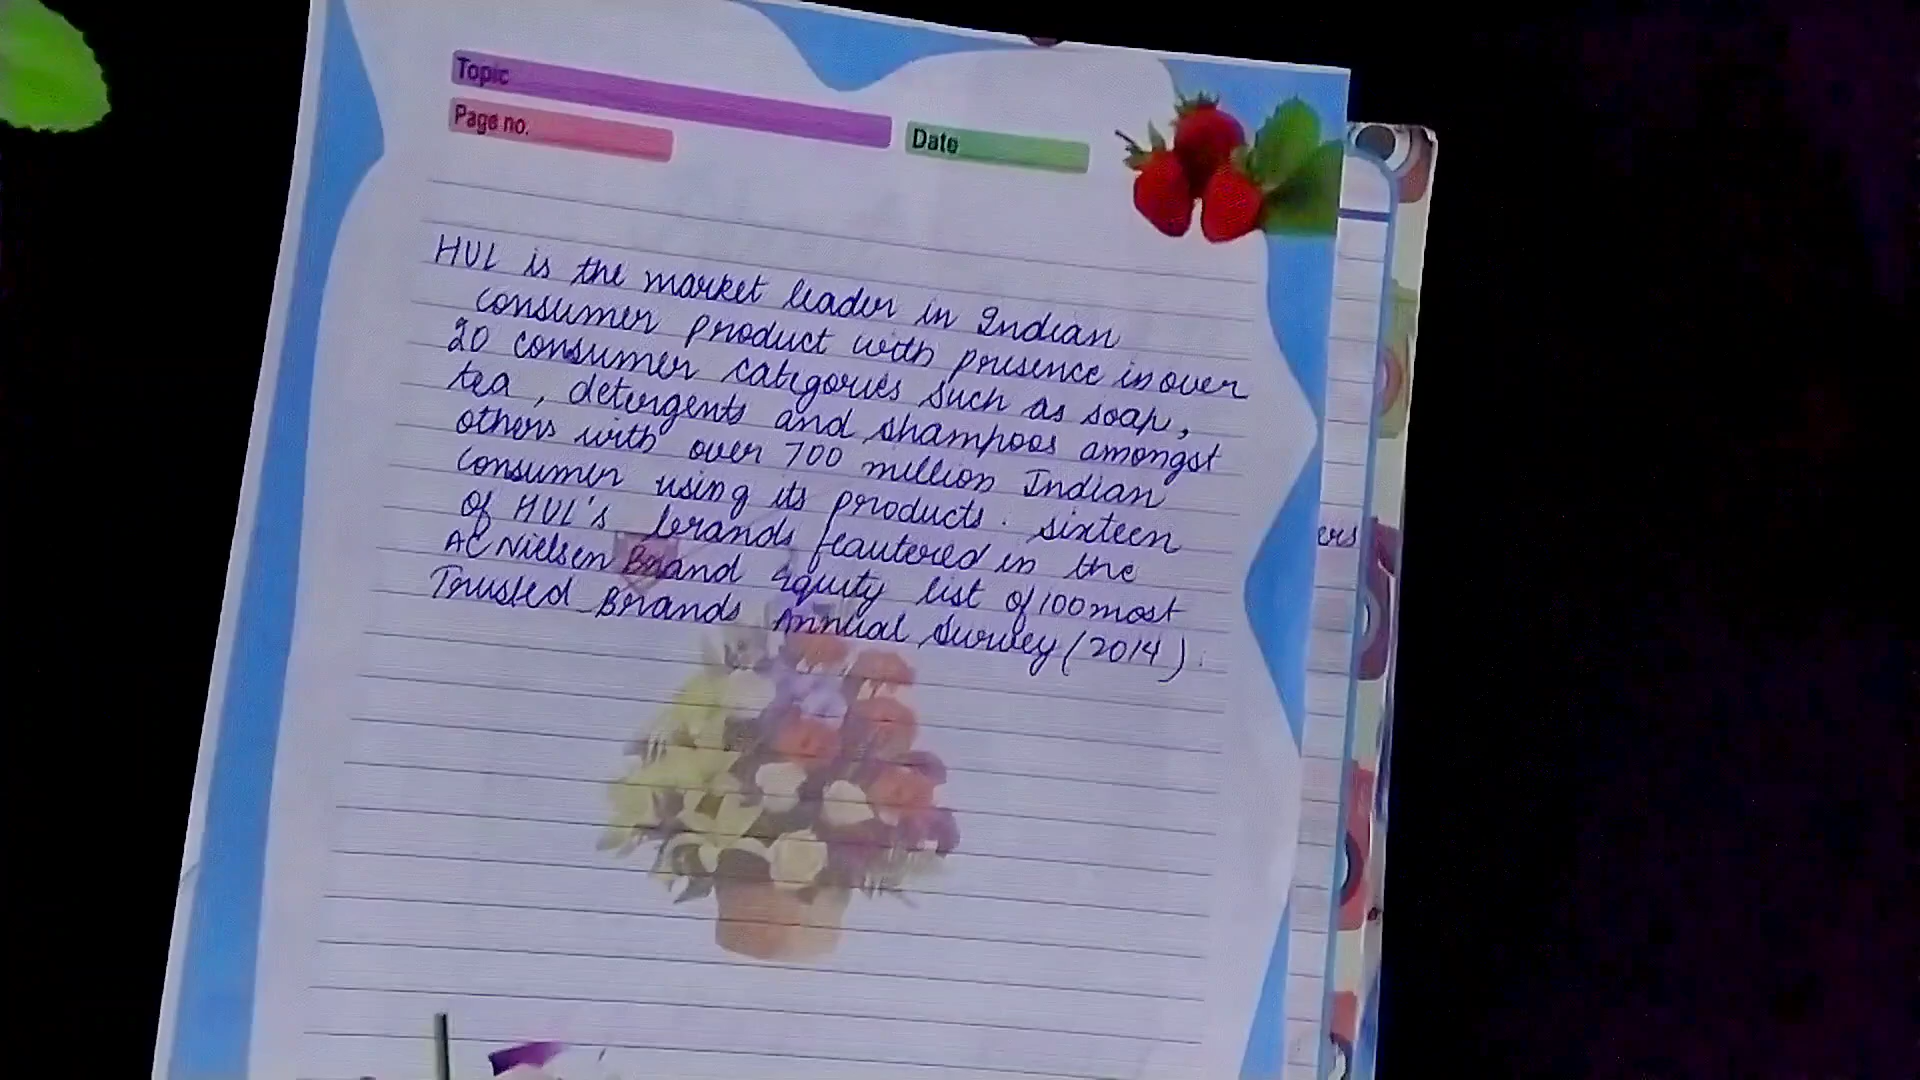 Topic
Page no.
Date
HUL is the market leader in Indian
consumer product with presence in over
20 consumer categories such as soap,
tea, detergents and shampoos amongst
others with over 700 million Indian
consumer using its products. sixteen
of HUL's brands feautered in the
AC Nielsen Brand Equity list of 100 most
Trusted Brands Annual Survey (2014).
ers